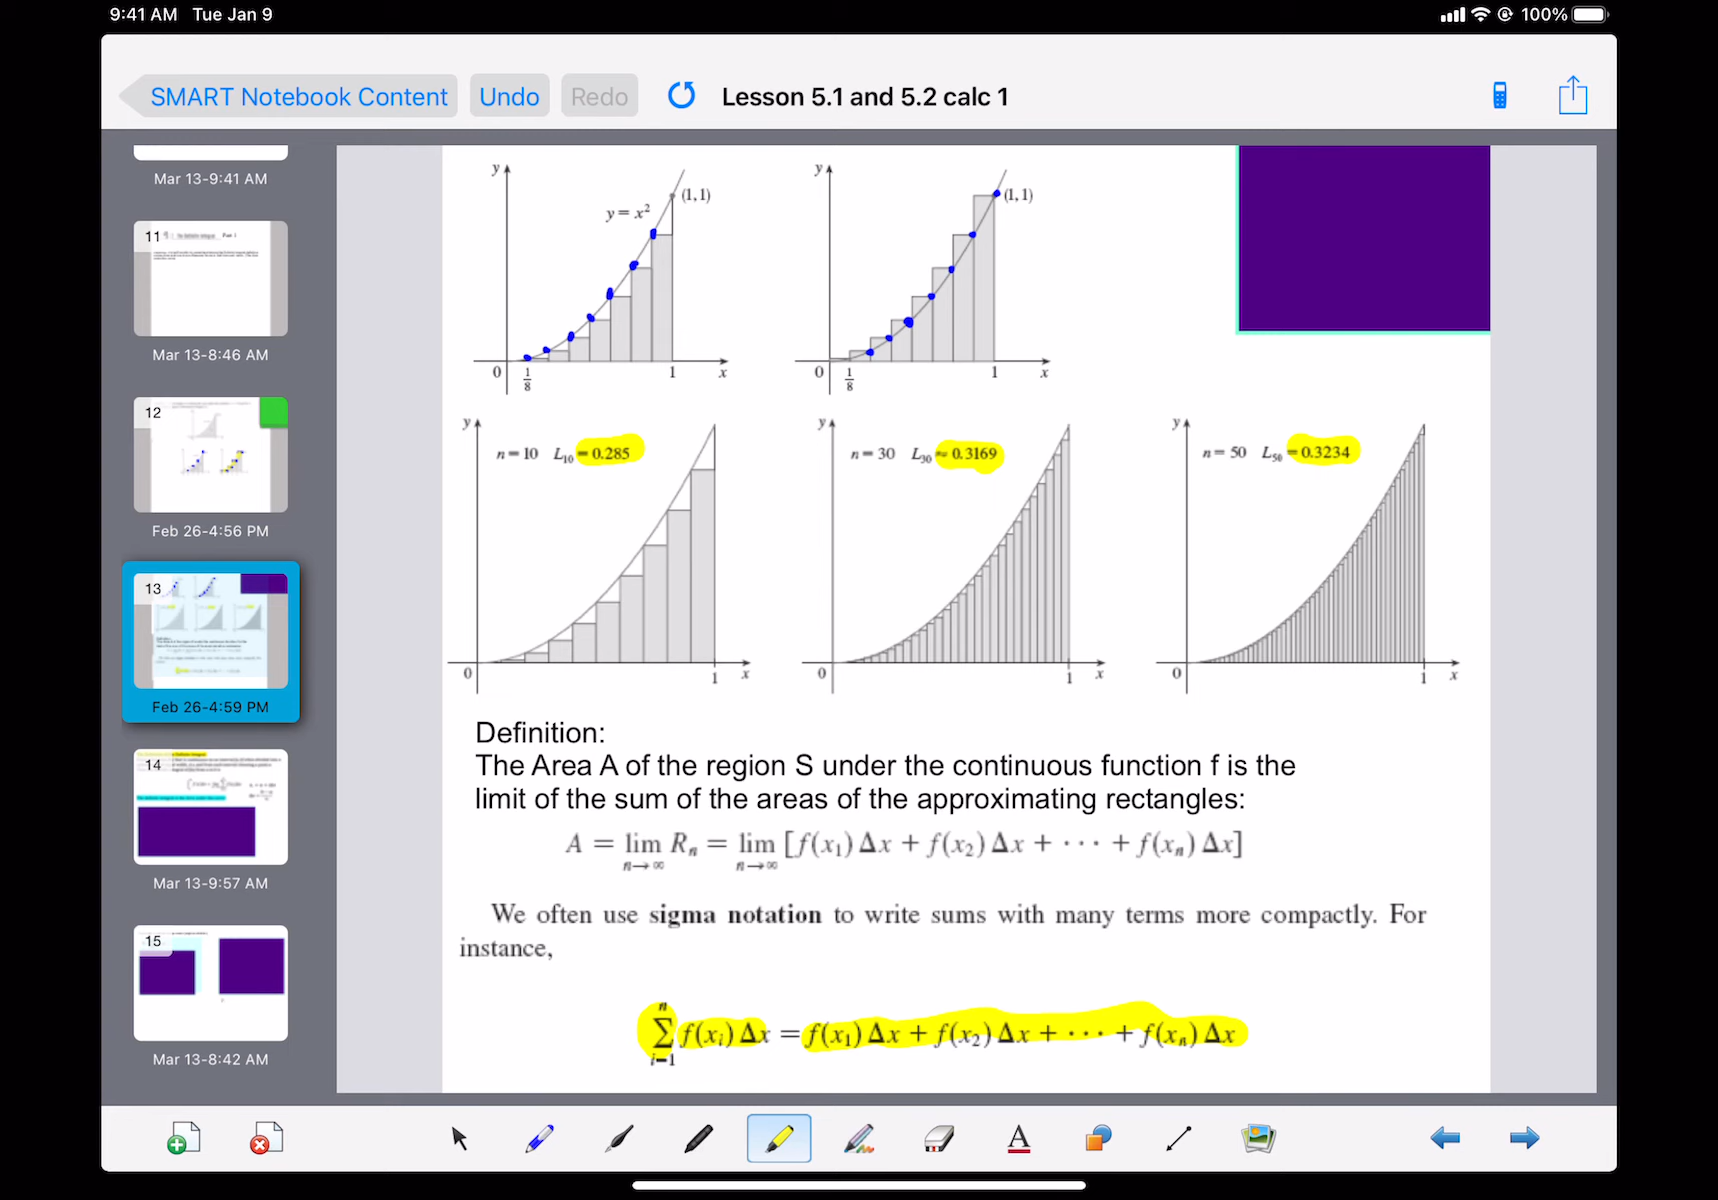 9:41 AM Tue Jan 9
100%
SMART Notebook Content
Undo
Redo
Lesson 5.1 and 5.2 calc 1
Mar 13-9:41 AM
11
Mar 13-8:46 AM
12
Feb 26-4:56 PM
13
Feb 26-4:59 PM
14
Mar 13-9:57 AM
15
Mar 13-8:42 AM
y
y = x²
(1,1)
0
1/8
1
x
y
(1,1)
0
1/8
1
x
y
n = 10 L₁₀ = 0.285
0
1
x
y
n = 30 L₃₀ ≈ 0.3169
0
1
x
y
n = 50 L₅₀ = 0.3234
0
1
x
Definition:
The Area A of the region S under the continuous function f is the
limit of the sum of the areas of the approximating rectangles:
A = lim n→∞ Rₙ = lim n→∞ [f(x₁) Δx + f(x₂) Δx + · · · + f(xₙ) Δx]
We often use sigma notation to write sums with many terms more compactly. For
instance,
n ∑ i=1 f(xᵢ) Δx = f(x₁) Δx + f(x₂) Δx + · · · + f(xₙ) Δx
A